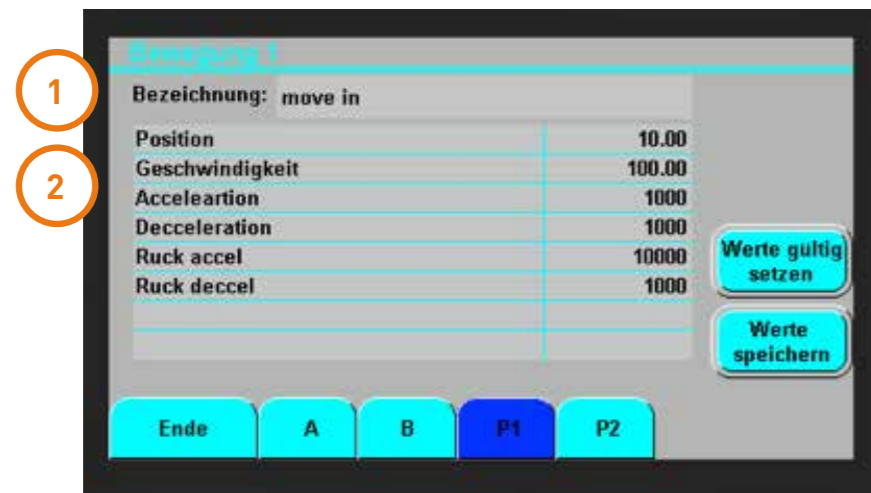 Bewegung 1
1
Bezeichnung: move in
Position 10.00
2
Geschwindigkeit 100.00
Acceleartion 1000
Decceleration 1000
Ruck accel 10000
Ruck deccel 1000
Werte gültig
setzen
Werte
speichern
Ende A B P1 P2